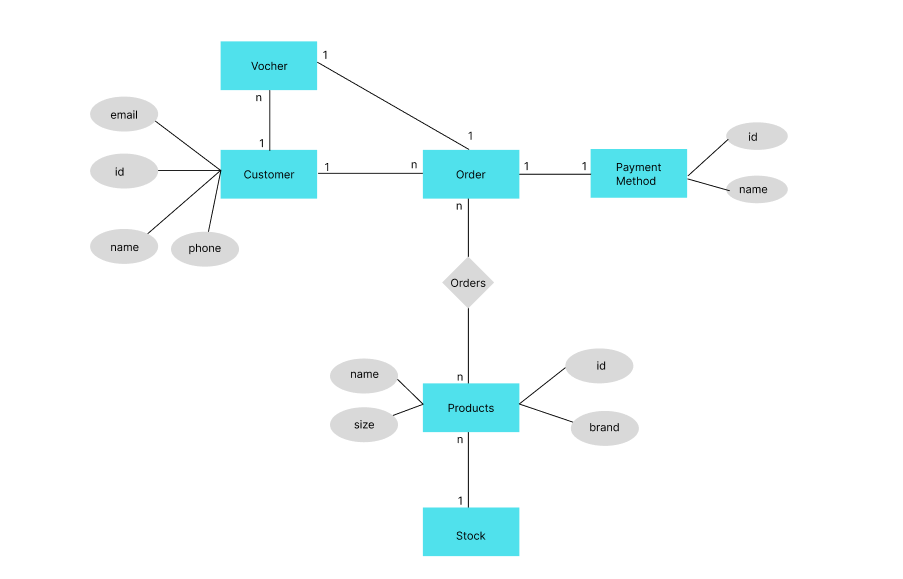 Vocher
1
n
1
email
1
id
Customer
1
n
Order
1
1
Payment
Method
id
name
name
phone
n
Orders
n
name
size
Products
id
brand
n
1
Stock